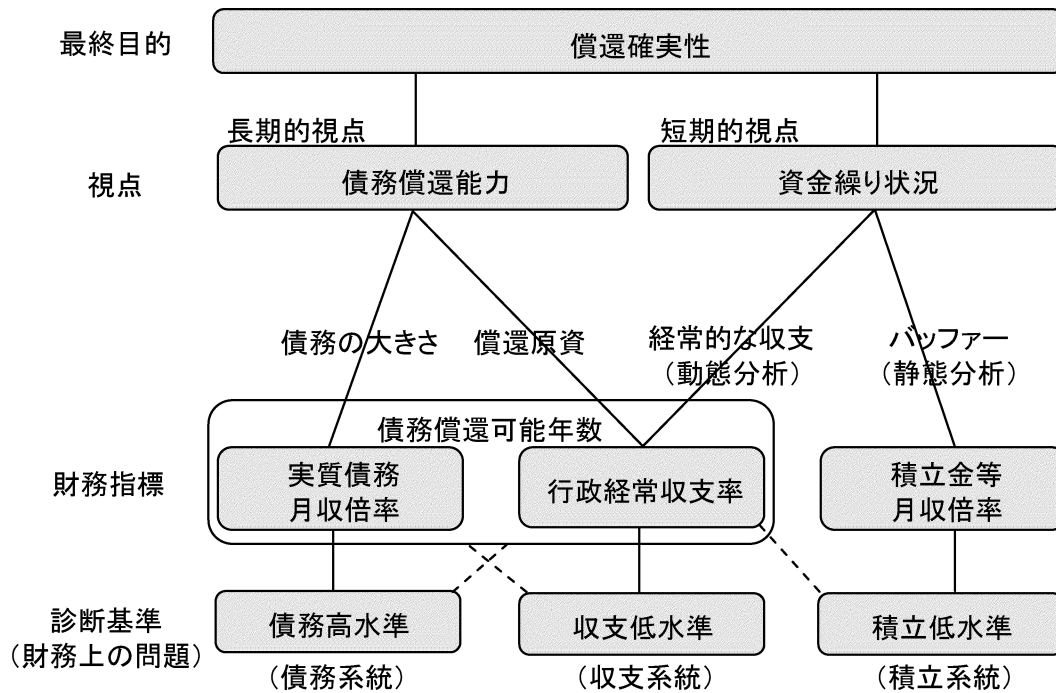 最終目的
償還確実性
長期的視点
短期的視点
視点
債務償還能力
資金繰り状況
債務の大きさ
償還原資
経常的な収支
（動態分析）
バッファー
（静態分析）
債務償還可能年数
財務指標
実質債務
月収倍率
行政経常収支率
積立金等
月収倍率
診断基準
（財務上の問題）
債務高水準
収支低水準
積立低水準
（債務系統）
（収支系統）
（積立系統）